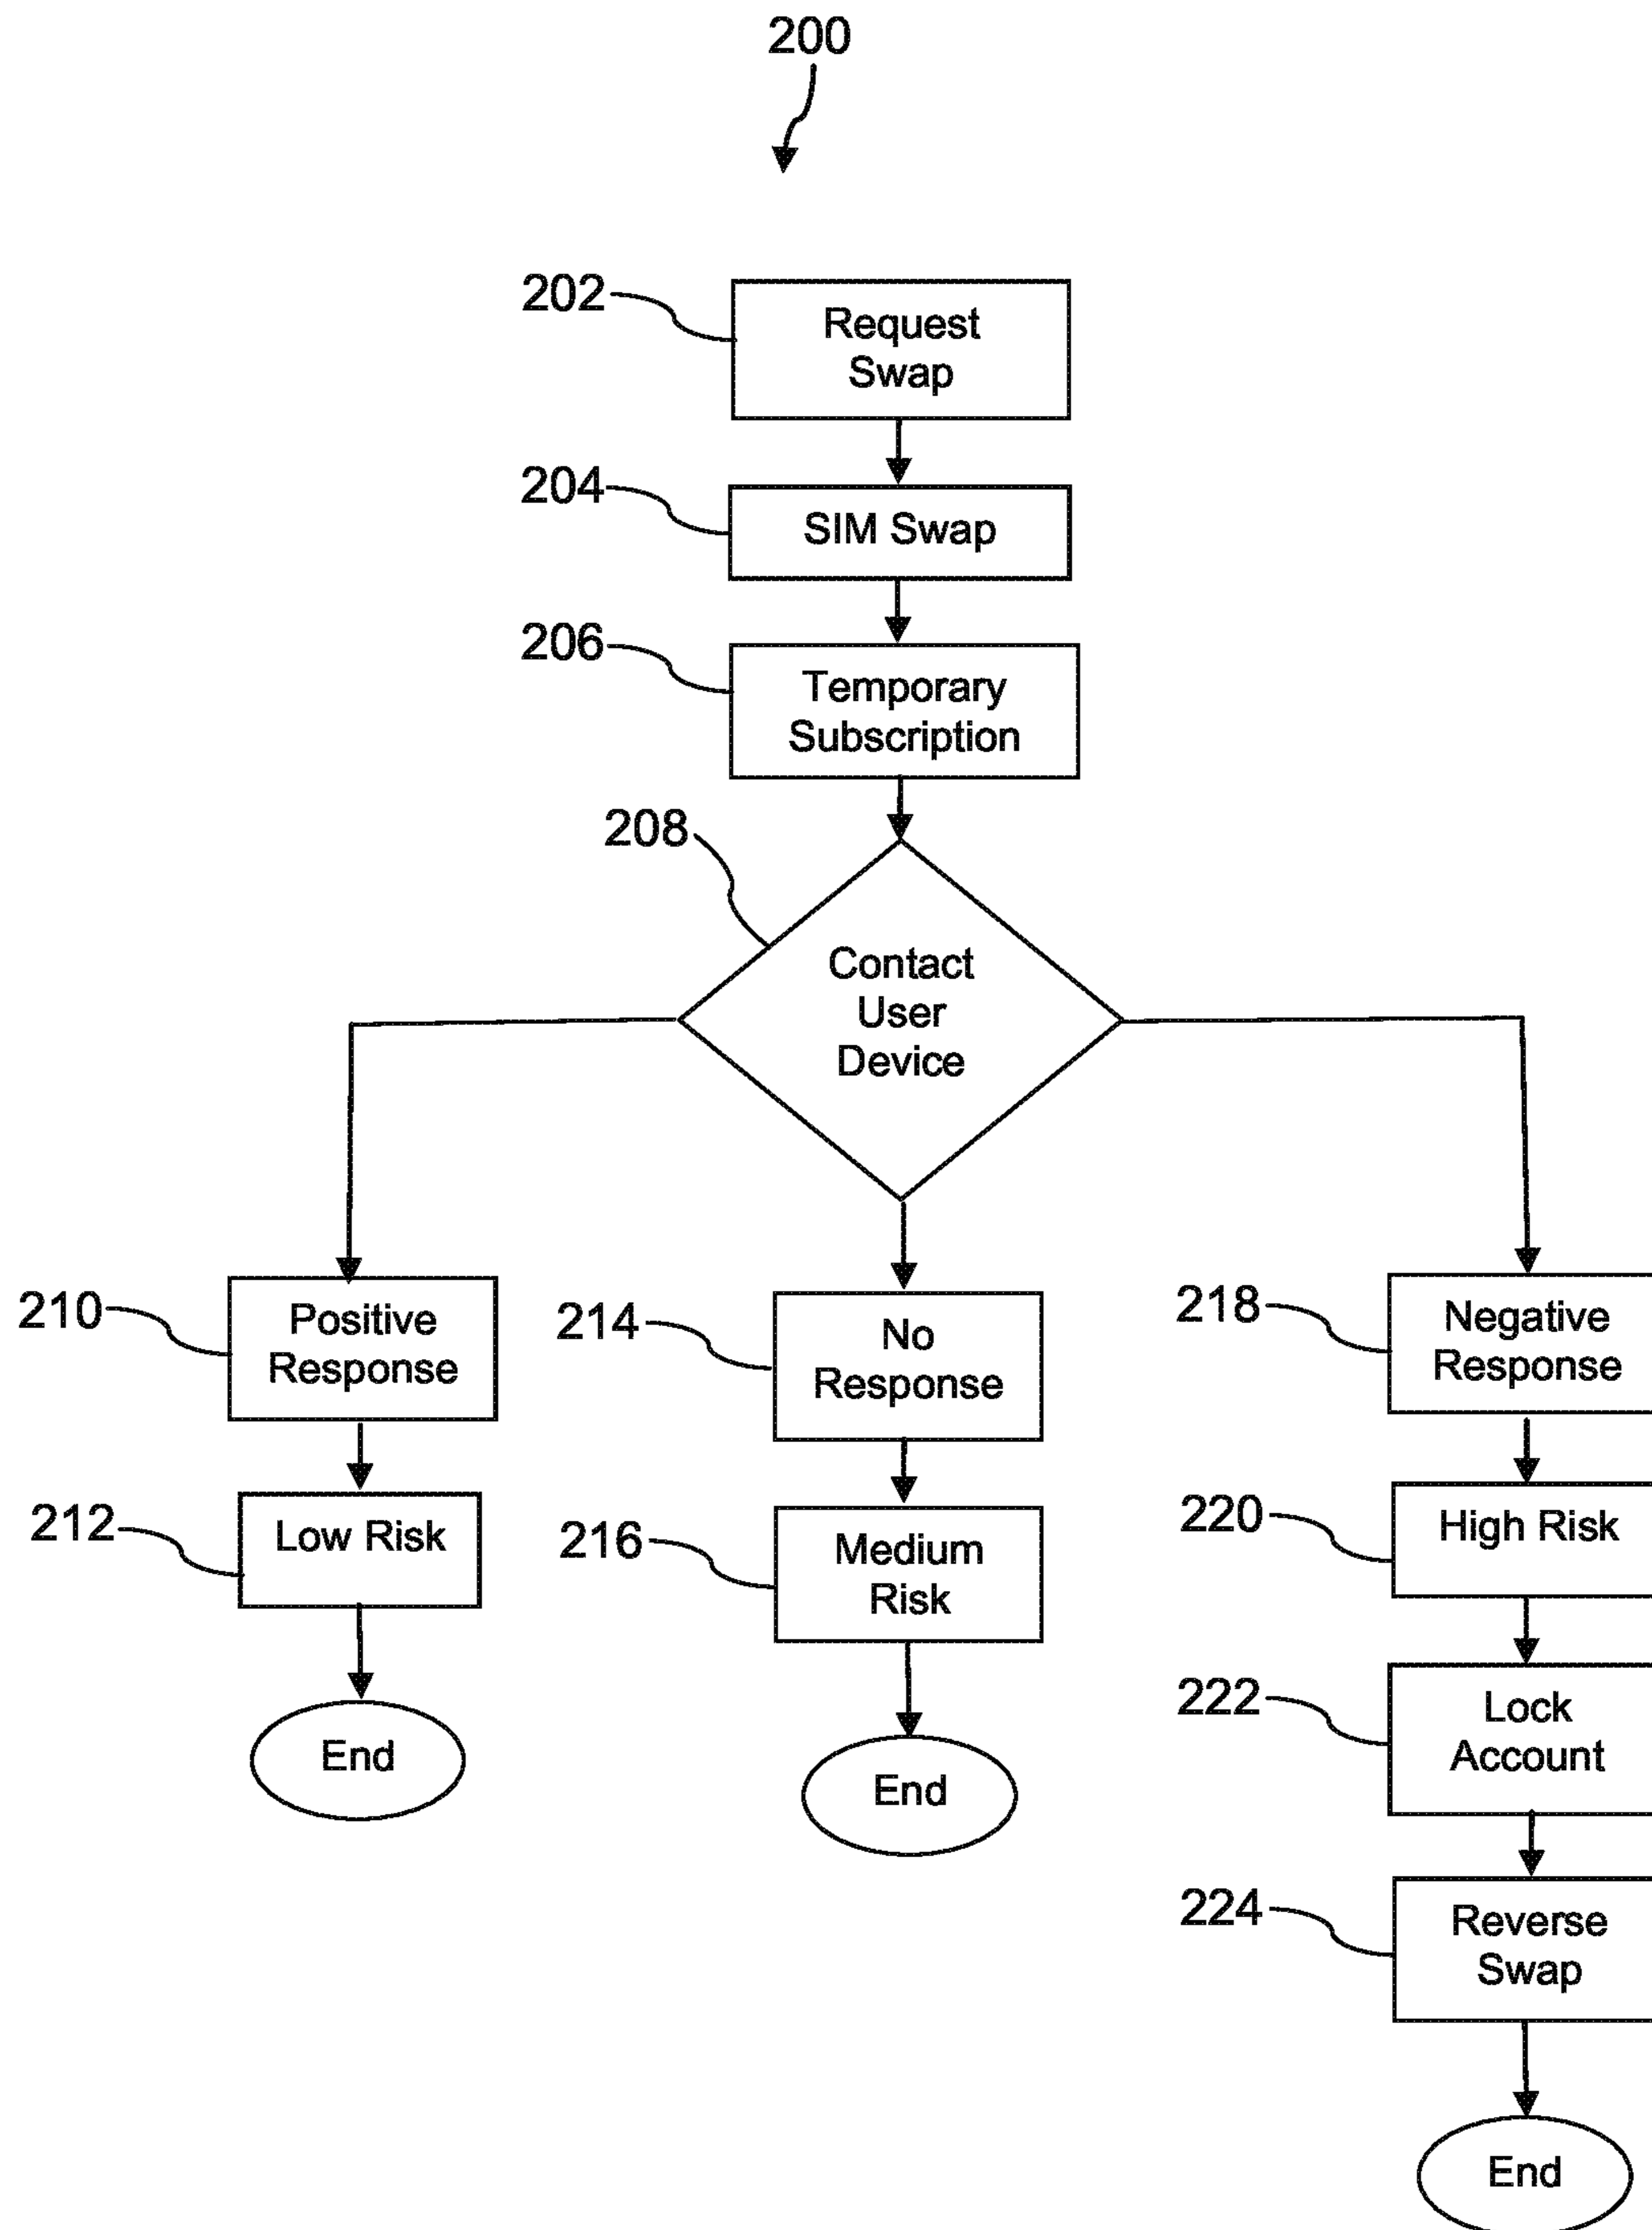 200
202
Request
Swap
204
SIM Swap
206
Temporary
Subscription
208
Contact
User
Device
210
Positive
Response
214
No
Response
218
Negative
Response
212
Low Risk
216
Medium
Risk
220
High Risk
222
Lock
Account
End
End
224
Reverse
Swap
End